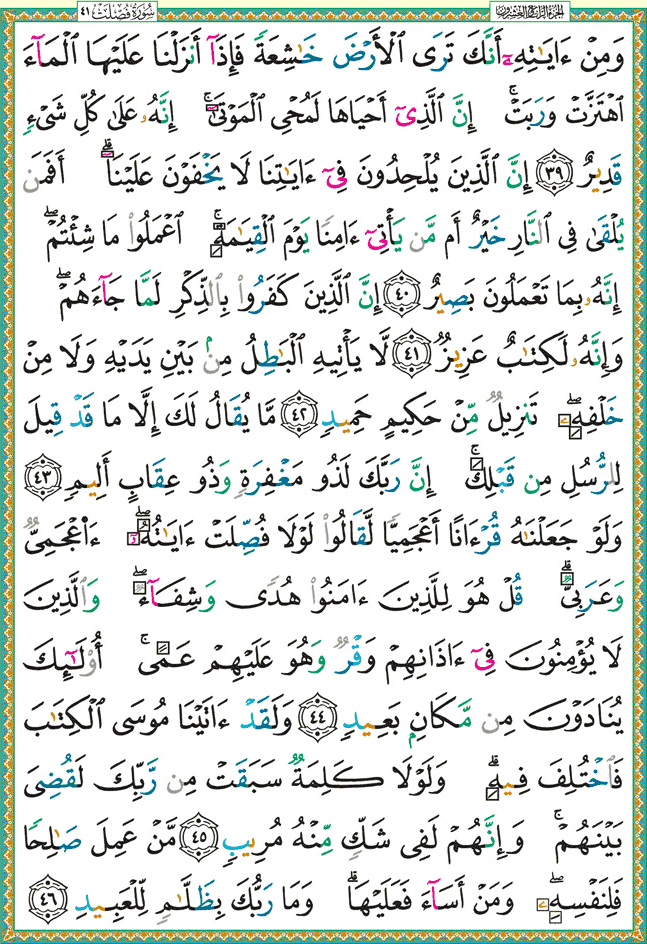 الجزء الرابع والعشرون
سورة فصلت ٤١
وَمِنْ ءَايَـٰتِهِۦٓ أَنَّكَ تَرَى ٱلْأَرْضَ خَـٰشِعَةً فَإِذَآ أَنزَلْنَا عَلَيْهَا ٱلْمَآءَ
ٱهْتَزَّتْ وَرَبَتْ ۚ إِنَّ ٱلَّذِىٓ أَحْيَاهَا لَمُحْىِ ٱلْمَوْتَىٰٓ ۚ إِنَّهُۥ عَلَىٰ كُلِّ شَىْءٍ
قَدِيرٌ ٣٩ إِنَّ ٱلَّذِينَ يُلْحِدُونَ فِىٓ ءَايَـٰتِنَا لَا يَخْفَوْنَ عَلَيْنَآ ۗ أَفَمَن
يُلْقَىٰ فِى ٱلنَّارِ خَيْرٌ أَم مَّن يَأْتِىٓ ءَامِنًا يَوْمَ ٱلْقِيَـٰمَةِ ۚ ٱعْمَلُوا۟ مَا شِئْتُمْ ۖ
إِنَّهُۥ بِمَا تَعْمَلُونَ بَصِيرٌ ٤٠ إِنَّ ٱلَّذِينَ كَفَرُوا۟ بِٱلذِّكْرِ لَمَّا جَآءَهُمْ ۖ
وَإِنَّهُۥ لَكِتَـٰبٌ عَزِيزٌ ٤١ لَّا يَأْتِيهِ ٱلْبَـٰطِلُ مِنۢ بَيْنِ يَدَيْهِ وَلَا مِنْ
خَلْفِهِۦ ۖ تَنزِيلٌ مِّنْ حَكِيمٍ حَمِيدٍ ٤٢ مَّا يُقَالُ لَكَ إِلَّا مَا قَدْ قِيلَ
لِلرُّسُلِ مِن قَبْلِكَ ۚ إِنَّ رَبَّكَ لَذُو مَغْفِرَةٍ وَذُو عِقَابٍ أَلِيمٍ ٤٣
وَلَوْ جَعَلْنَـٰهُ قُرْءَانًا أَعْجَمِيًّا لَّقَالُوا۟ لَوْلَا فُصِّلَتْ ءَايَـٰتُهُۥٓ ۖ ءَا۬عْجَمِىٌّ
وَعَرَبِىٌّ ۗ قُلْ هُوَ لِلَّذِينَ ءَامَنُوا۟ هُدًى وَشِفَآءٌ ۖ وَٱلَّذِينَ
لَا يُؤْمِنُونَ فِىٓ ءَاذَانِهِمْ وَقْرٌ وَهُوَ عَلَيْهِمْ عَمًى ۚ أُو۟لَـٰٓئِكَ
يُنَادَوْنَ مِن مَّكَانٍۭ بَعِيدٍ ٤٤ وَلَقَدْ ءَاتَيْنَا مُوسَى ٱلْكِتَـٰبَ
فَٱخْتُلِفَ فِيهِ ۗ وَلَوْلَا كَلِمَةٌ سَبَقَتْ مِن رَّبِّكَ لَقُضِىَ
بَيْنَهُمْ ۚ وَإِنَّهُمْ لَفِى شَكٍّ مِّنْهُ مُرِيبٍ ٤٥ مَّنْ عَمِلَ صَـٰلِحًا
فَلِنَفْسِهِۦ ۖ وَمَنْ أَسَآءَ فَعَلَيْهَا ۗ وَمَا رَبُّكَ بِظَلَّـٰمٍ لِّلْعَبِيدِ ٤٦